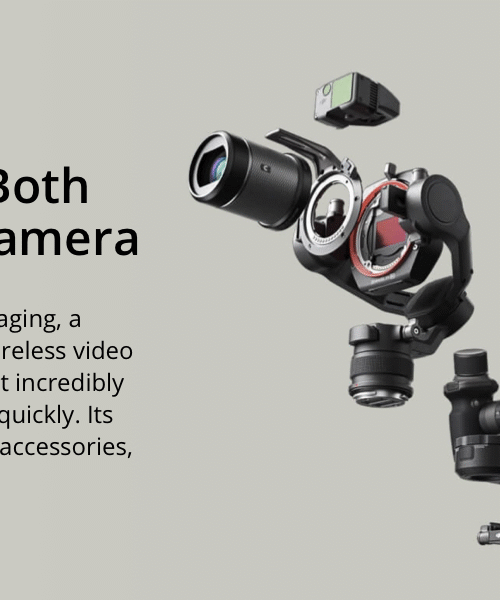 Both
amera
aging, a
reless video
t incredibly
quickly. Its
accessories,